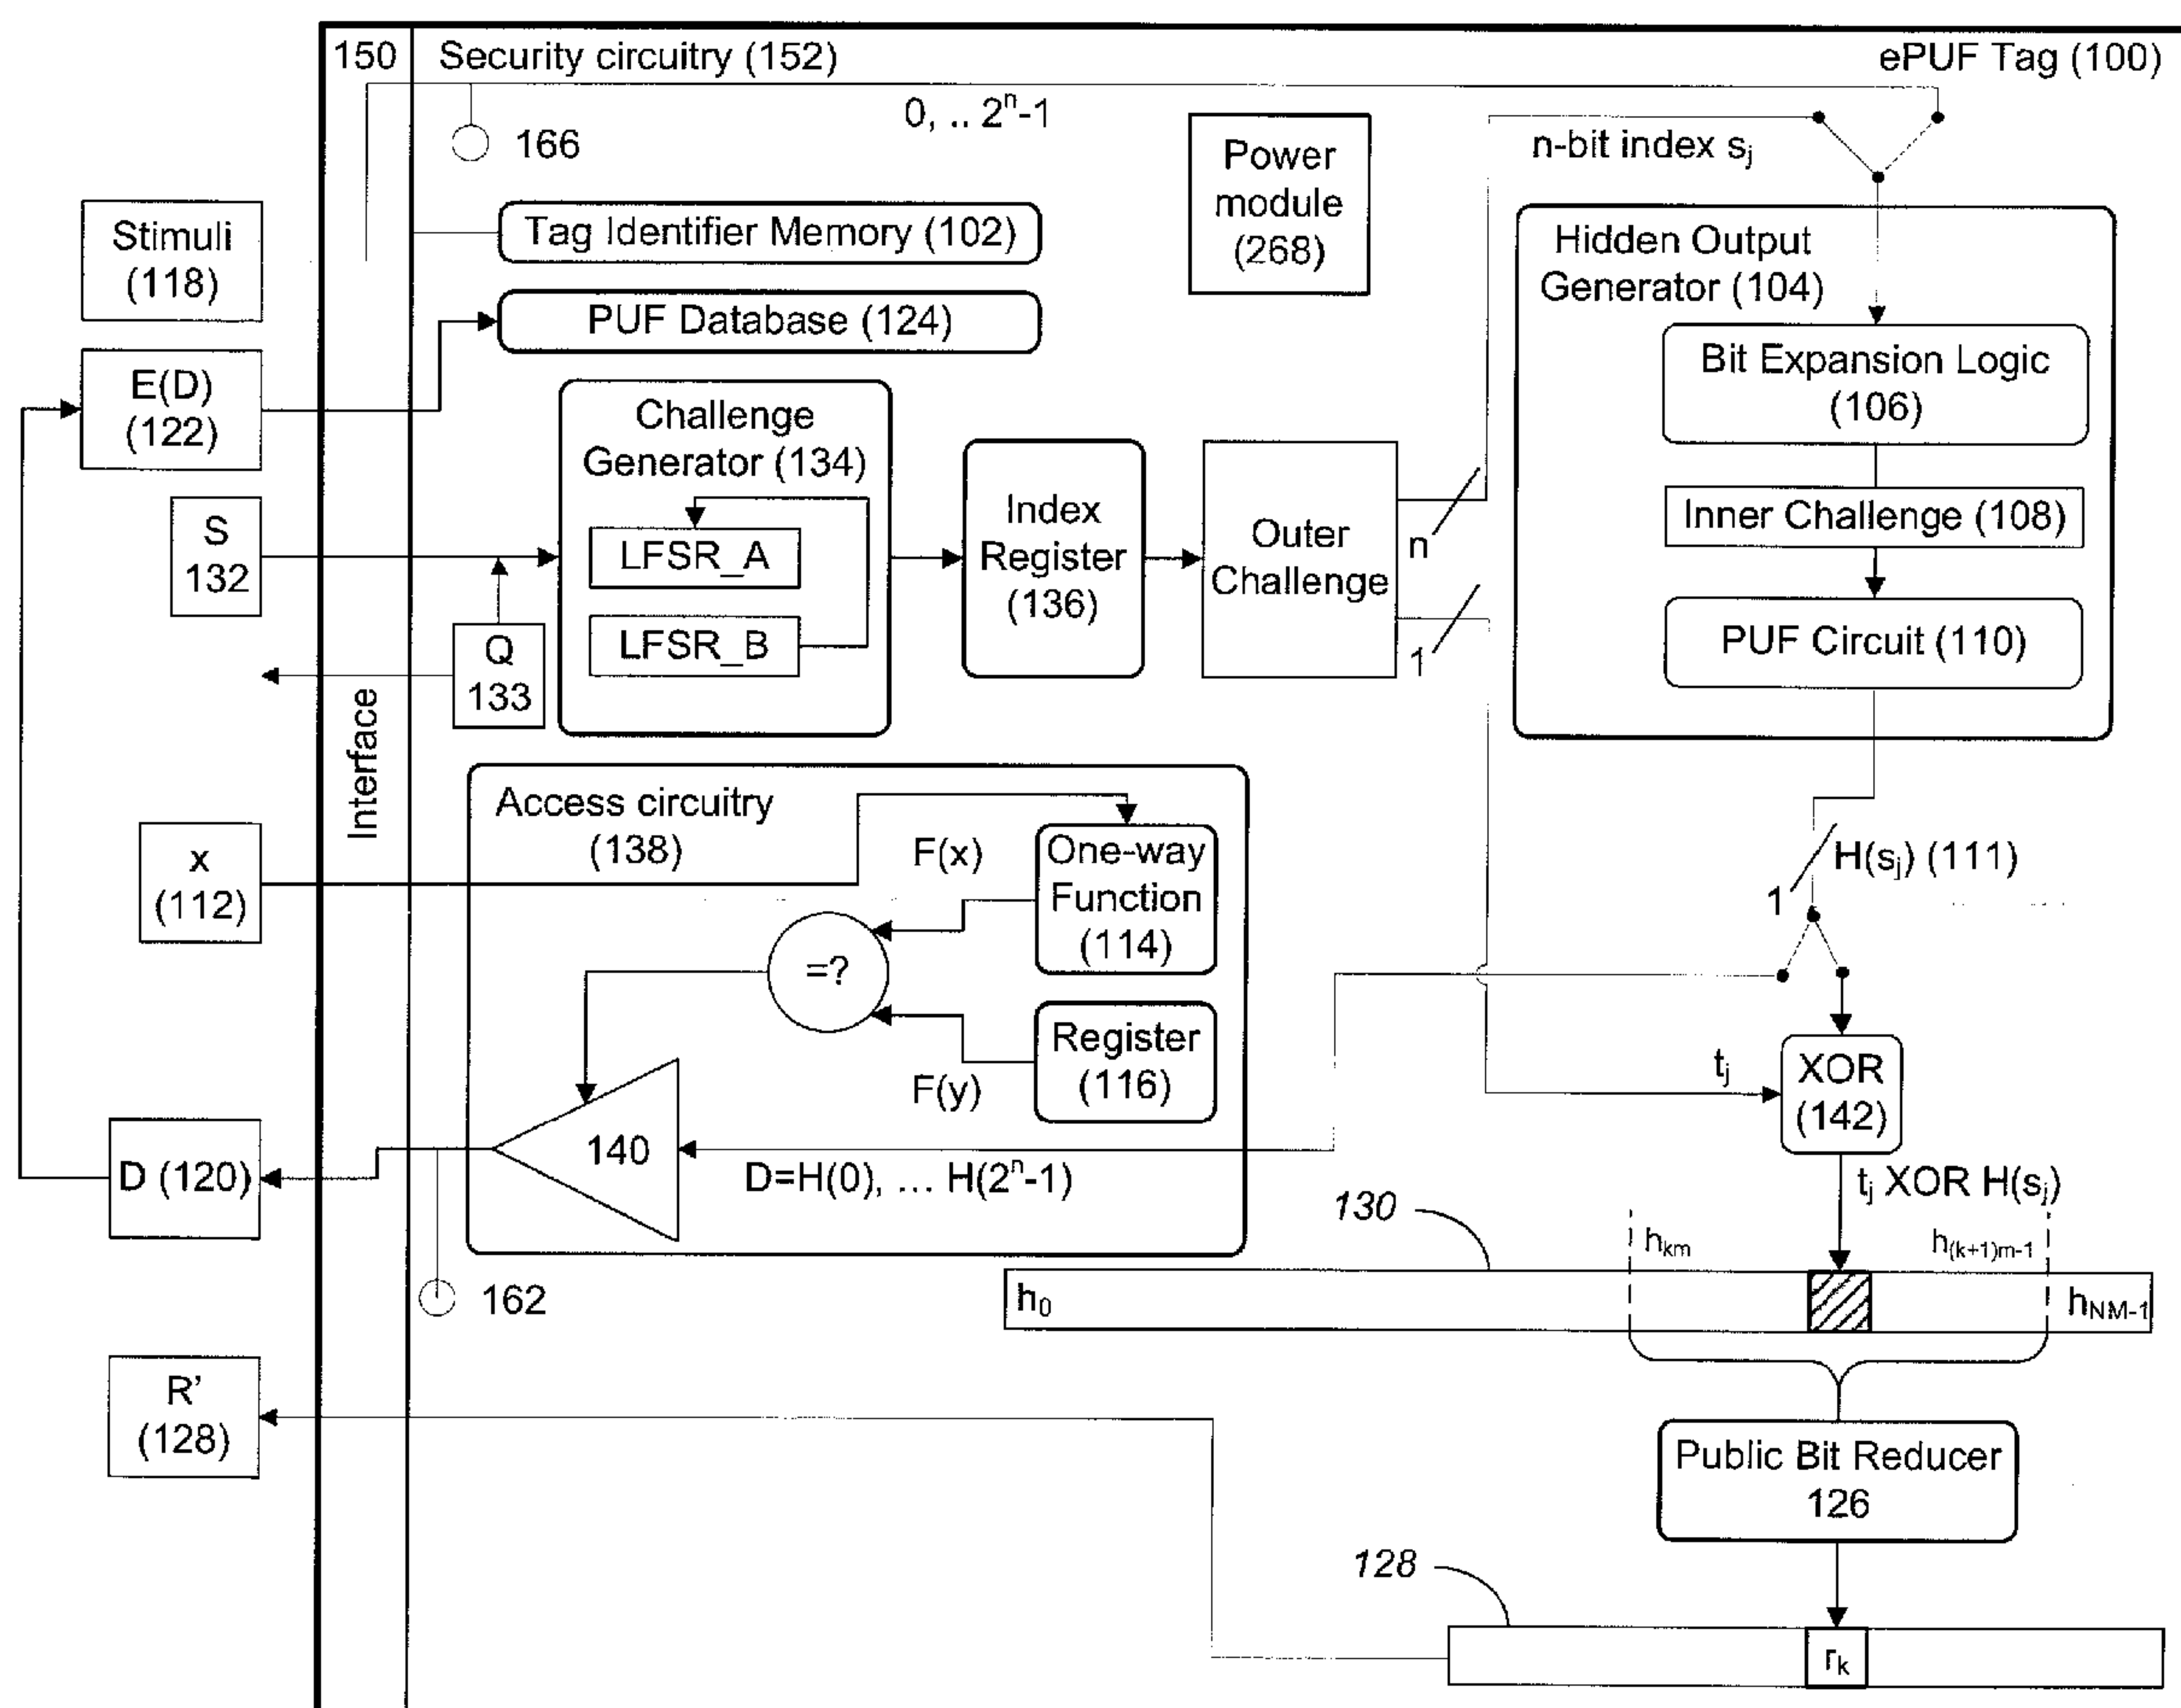 150
Security circuitry (152)
ePUF Tag (100)
0, .. 2ⁿ-1
166
n-bit index sⱼ
Power
module
(268)
Stimuli
(118)
Tag Identifier Memory (102)
Hidden Output
Generator (104)
PUF Database (124)
E(D)
(122)
Bit Expansion Logic
(106)
Challenge
Generator (134)
LFSR_A
LFSR_B
S
132
Q
133
Index
Register
(136)
Outer
Challenge
n
1
Inner Challenge (108)
PUF Circuit (110)
Interface
Access circuitry
(138)
F(x)
One-way
Function
(114)
x
(112)
H(sⱼ) (111)
1
=?
Register
(116)
F(y)
tⱼ
XOR
(142)
D (120)
140
D=H(0), ... H(2ⁿ-1)
tⱼ XOR H(sⱼ)
130
h_km
h_(k+1)m-1
162
h₀
h_NM-1
R'
(128)
Public Bit Reducer
126
128
rₖ